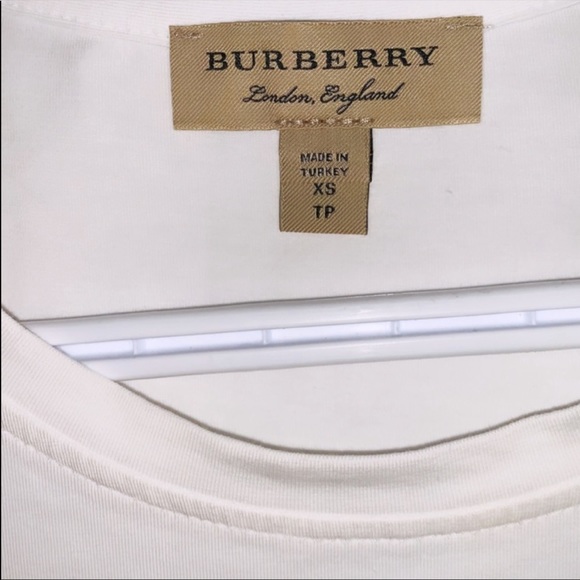 BURBERRY
London, England
MADE IN
TURKEY
XS
TP